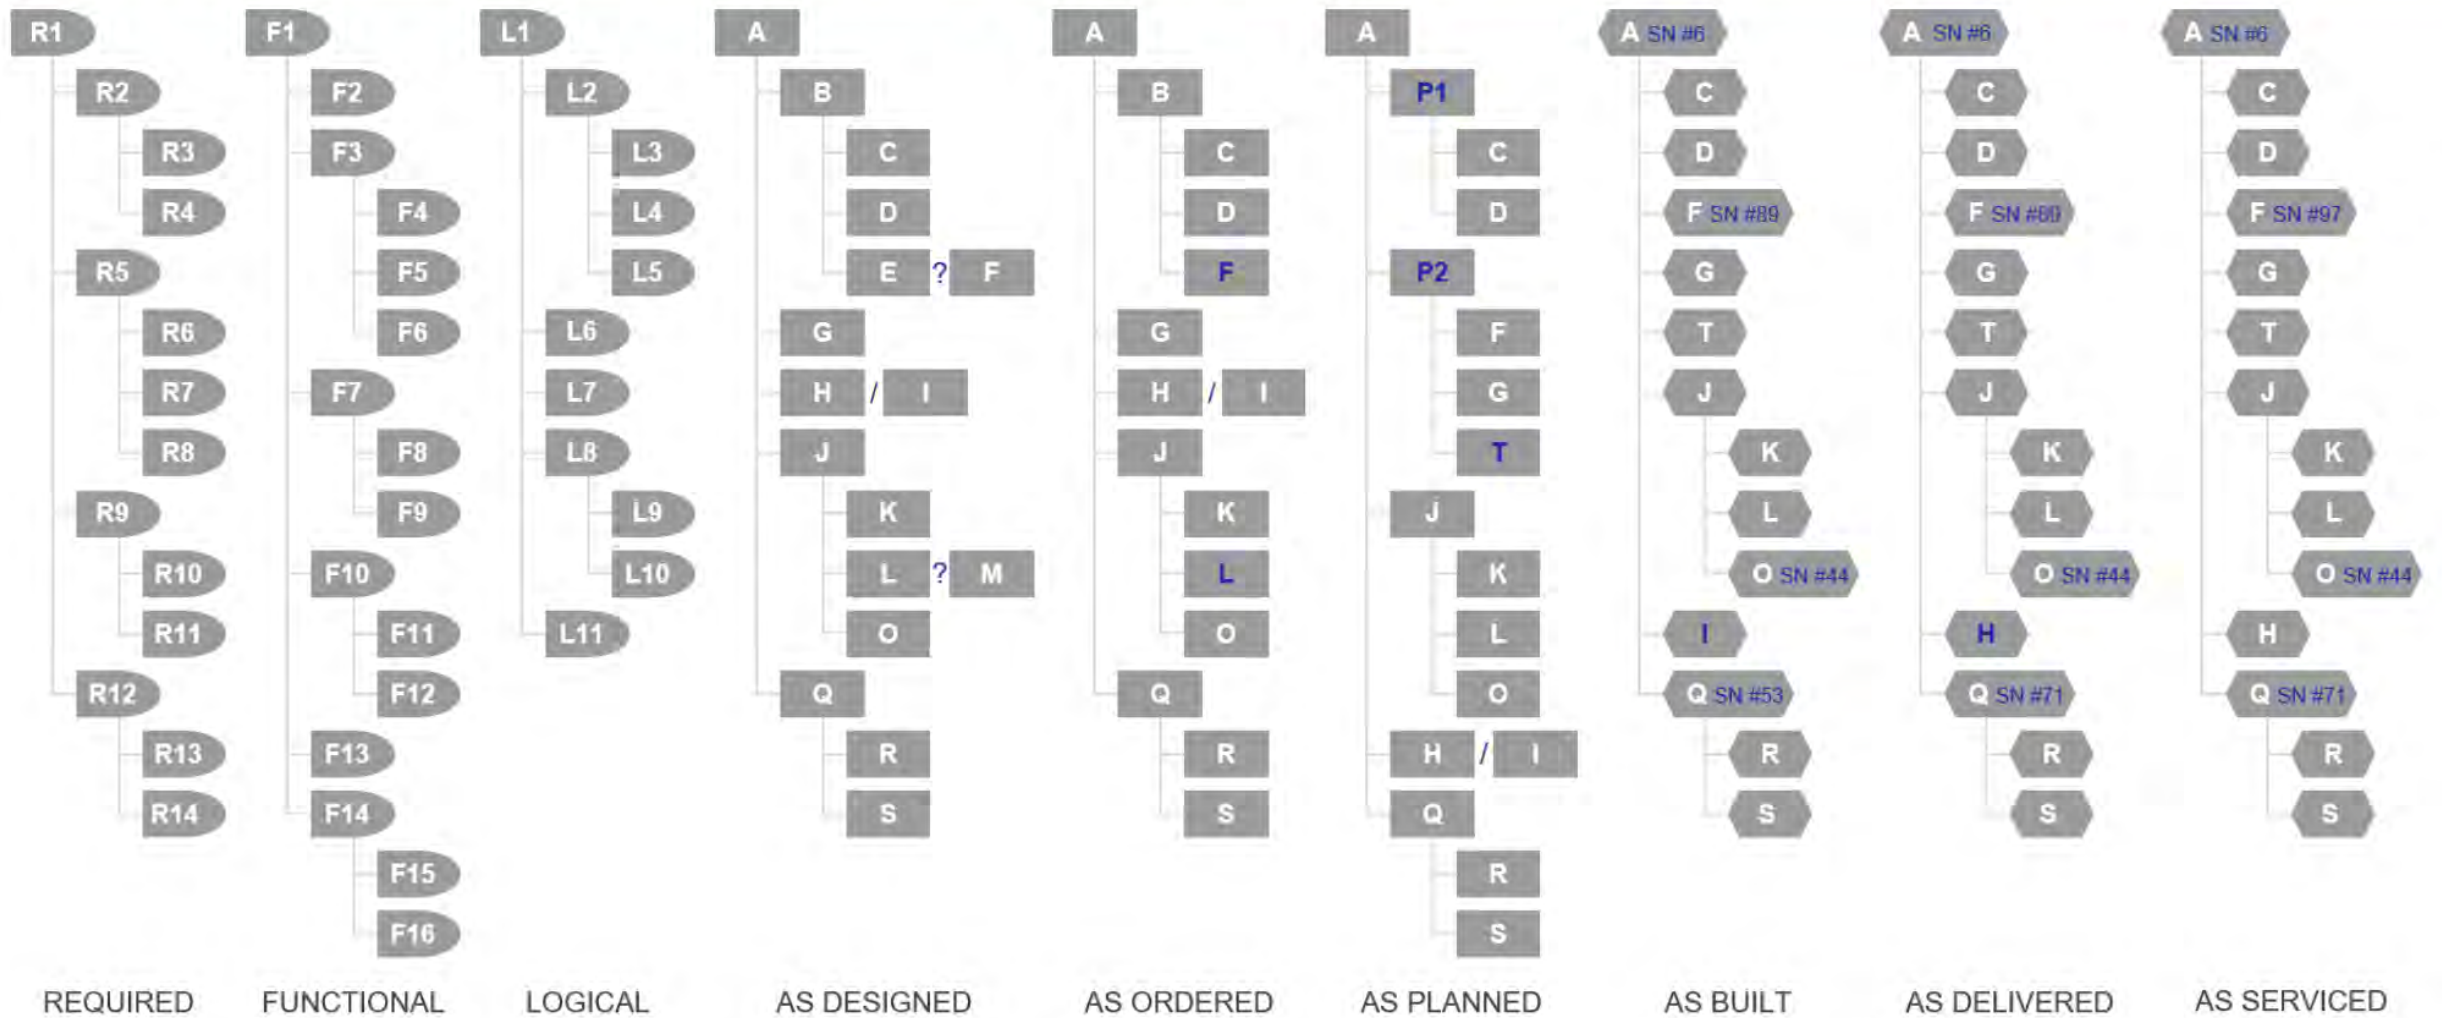 R1
R2
R3
R4
R5
R6
R7
R8
R9
R10
R11
R12
R13
R14
REQUIRED
F1
F2
F3
F4
F5
F6
F7
F8
F9
F10
F11
F12
F13
F14
F15
F16
FUNCTIONAL
L1
L2
L3
L4
L5
L6
L7
L8
L9
L10
L11
LOGICAL
A
B
C
D
E ? F
G
H / I
J
K
L ? M
O
Q
R
S
AS DESIGNED
A
B
C
D
F
G
H / I
J
K
L
O
Q
R
S
AS ORDERED
A
P1
C
D
P2
F
G
T
J
K
L
O
H / I
Q
R
S
AS PLANNED
A SN #6
C
D
F SN #89
G
T
J
K
L
O SN #44
I
Q SN #53
R
S
AS BUILT
A SN #6
C
D
F SN
G
T
J
K
L
O SN #44
H
Q SN #71
R
S
AS DELIVERED
A SN #6
C
D
F SN #97
G
T
J
K
L
O SN #44
H
Q SN #71
R
S
AS SERVICED